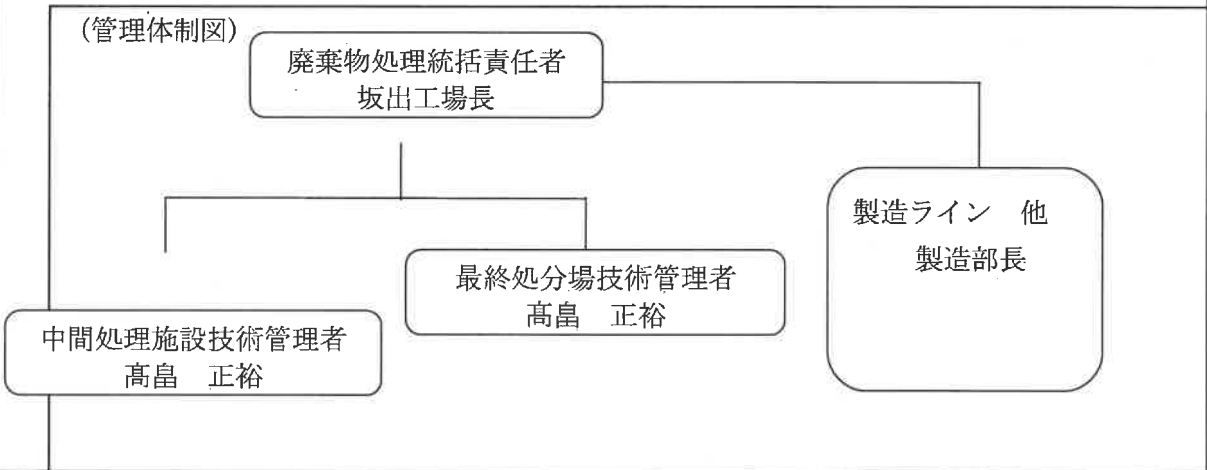 (管理体制図)
廃棄物処理統括責任者
坂出工場長
製造ライン　他
製造部長
最終処分場技術管理者
髙畠　正裕
中間処理施設技術管理者
髙畠　正裕